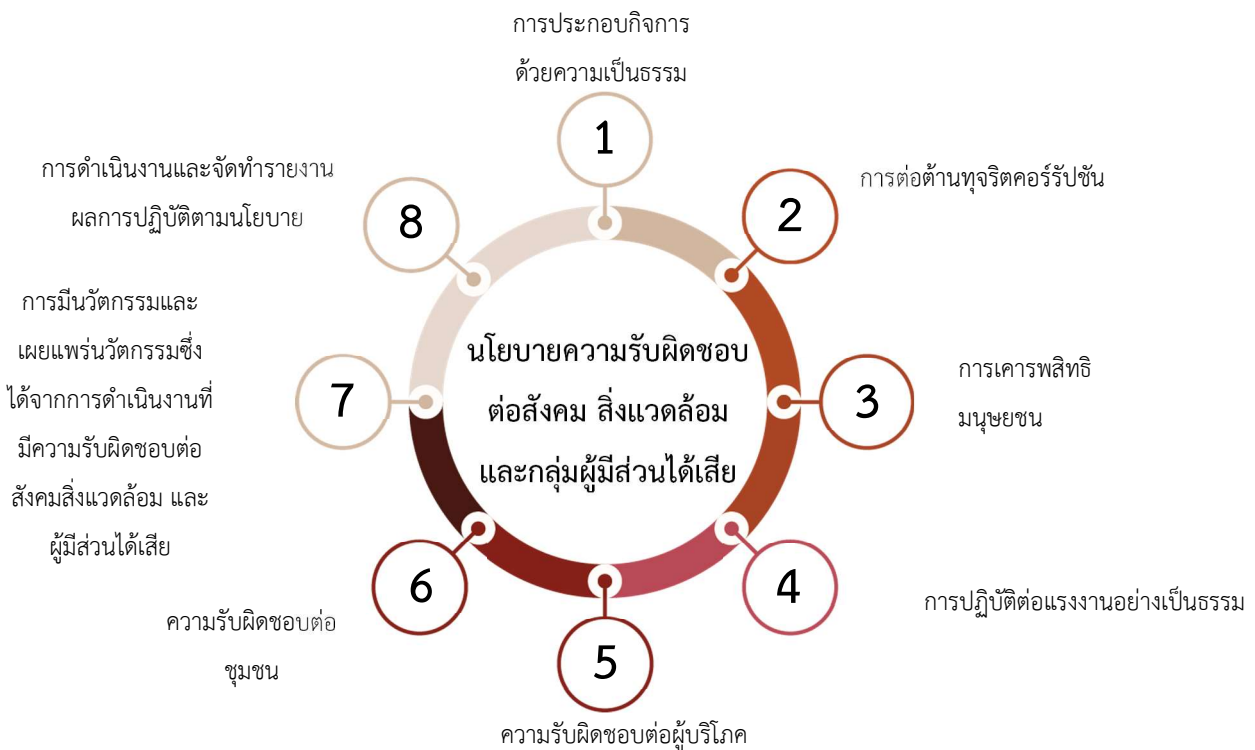 การประกอบกิจการ
ด้วยความเป็นธรรม
1
การต่อต้านทุจริตคอร์รัปชัน
2
การเคารพสิทธิ
มนุษยชน
3
การปฏิบัติต่อแรงงานอย่างเป็นธรรม
4
5
ความรับผิดชอบต่อผู้บริโภค
6
ความรับผิดชอบต่อ
ชุมชน
7
การมีนวัตกรรมและ
เผยแพร่นวัตกรรมซึ่ง
ได้จากการดำเนินงานที่
มีความรับผิดชอบต่อ
สังคมสิ่งแวดล้อม และ
ผู้มีส่วนได้เสีย
8
การดำเนินงานและจัดทำรายงาน
ผลการปฏิบัติตามนโยบาย
นโยบายความรับผิดชอบ
ต่อสังคม สิ่งแวดล้อม
และกลุ่มผู้มีส่วนได้เสีย